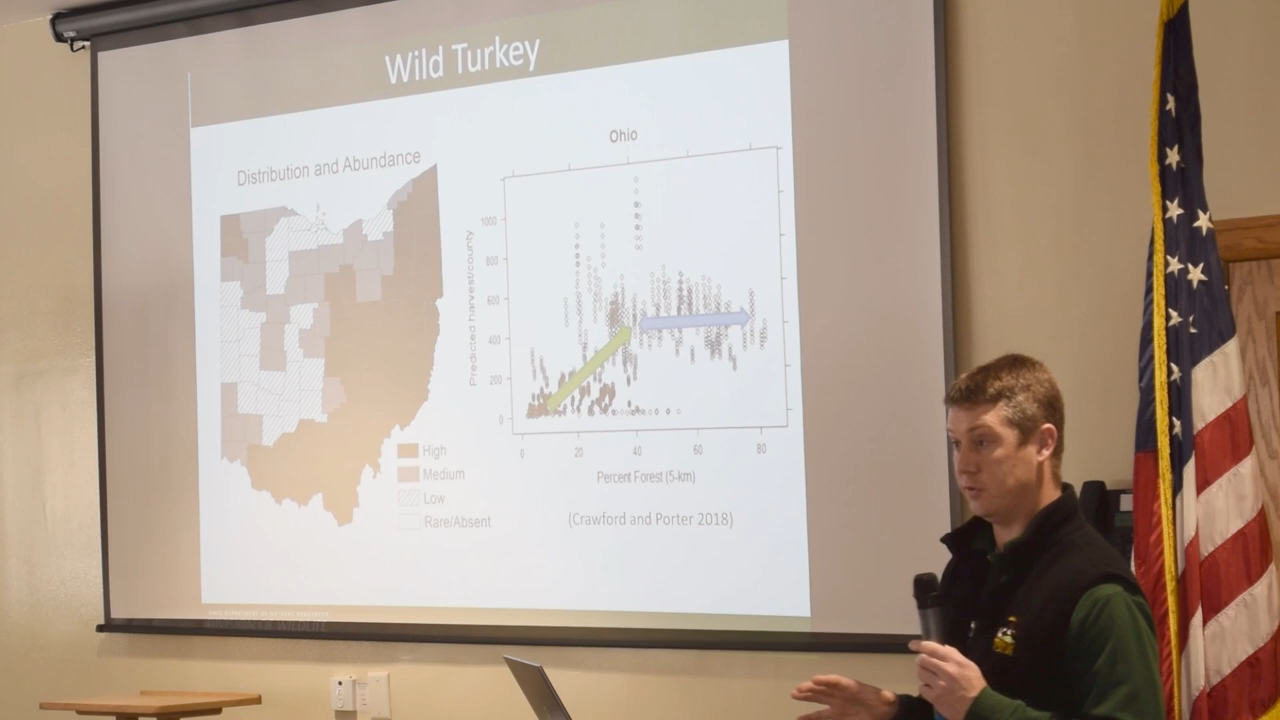 Wild Turkey
Distribution and Abundance
High
Medium
Low
Rare/Absent
Ohio
Predicted harvest/county
1000
800
600
400
200
0
0 20 40 60 80
Percent Forest (5-km)
(Crawford and Porter 2018)